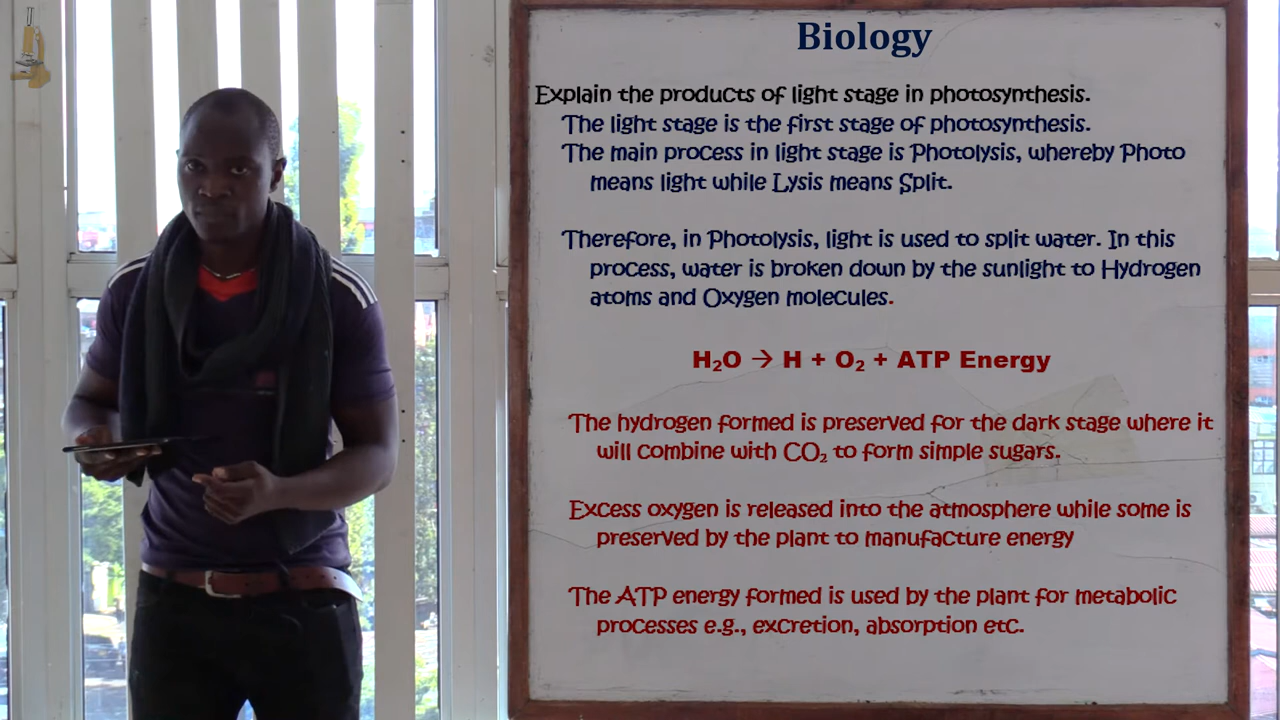 Biology
Explain the products of light stage in photosynthesis.
The light stage is the first stage of photosynthesis.
The main process in light stage is Photolysis, whereby Photo
means light while Lysis means Split.
Therefore, in Photolysis, light is used to split water. In this
process, water is broken down by the sunlight to Hydrogen
atoms and Oxygen molecules.
H₂O → H + O₂ + ATP Energy
The hydrogen formed is preserved for the dark stage where it
will combine with CO₂ to form simple sugars.
Excess oxygen is released into the atmosphere while some is
preserved by the plant to manufacture energy
The ATP energy formed is used by the plant for metabolic
processes e.g., excretion, absorption etc.